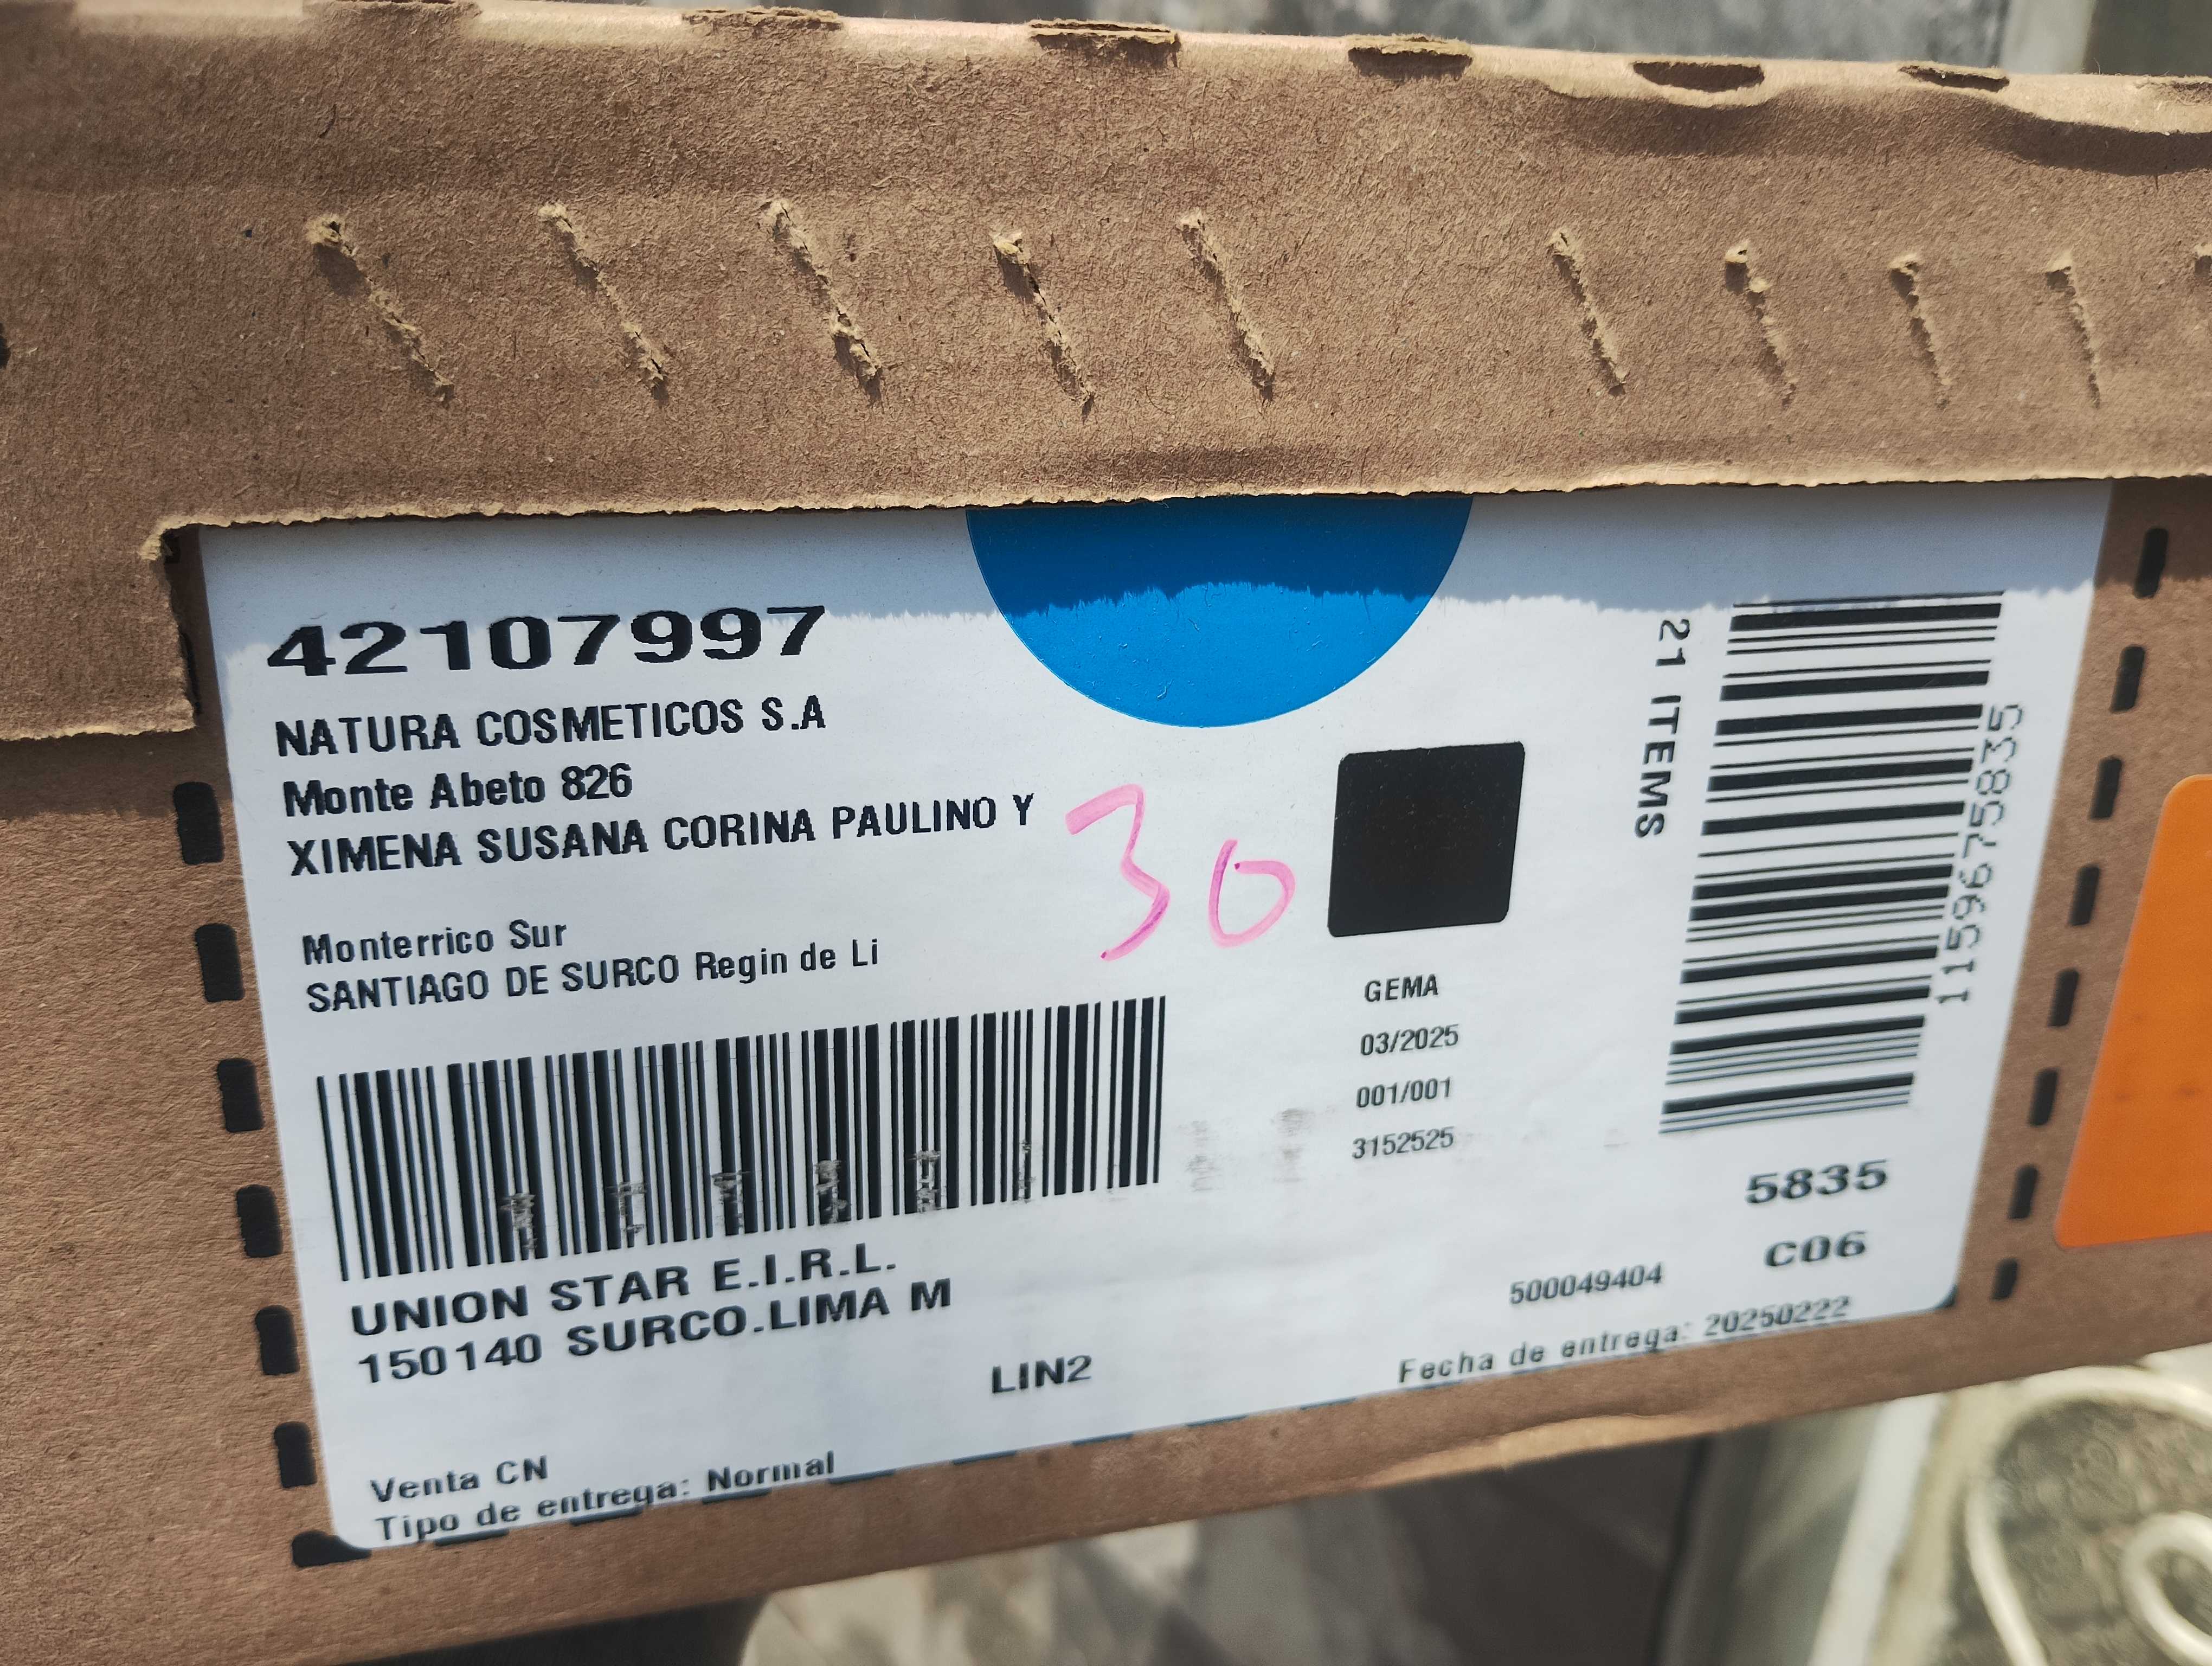 42107997
NATURA COSMETICOS S.A
Monte Abeto 826
XIMENA SUSANA CORINA PAULINO Y
30
Monterrico Sur
SANTIAGO DE SURCO Regin de Li
GEMA
03/2025
001/001
3152525
21 ITEMS
1159675835
5835
C06
UNION STAR E.I.R.L.
150140 SURCO.LIMA M
LIN2
500049404
Fecha de entrega: 20250222
Venta CN
Tipo de entrega: Normal